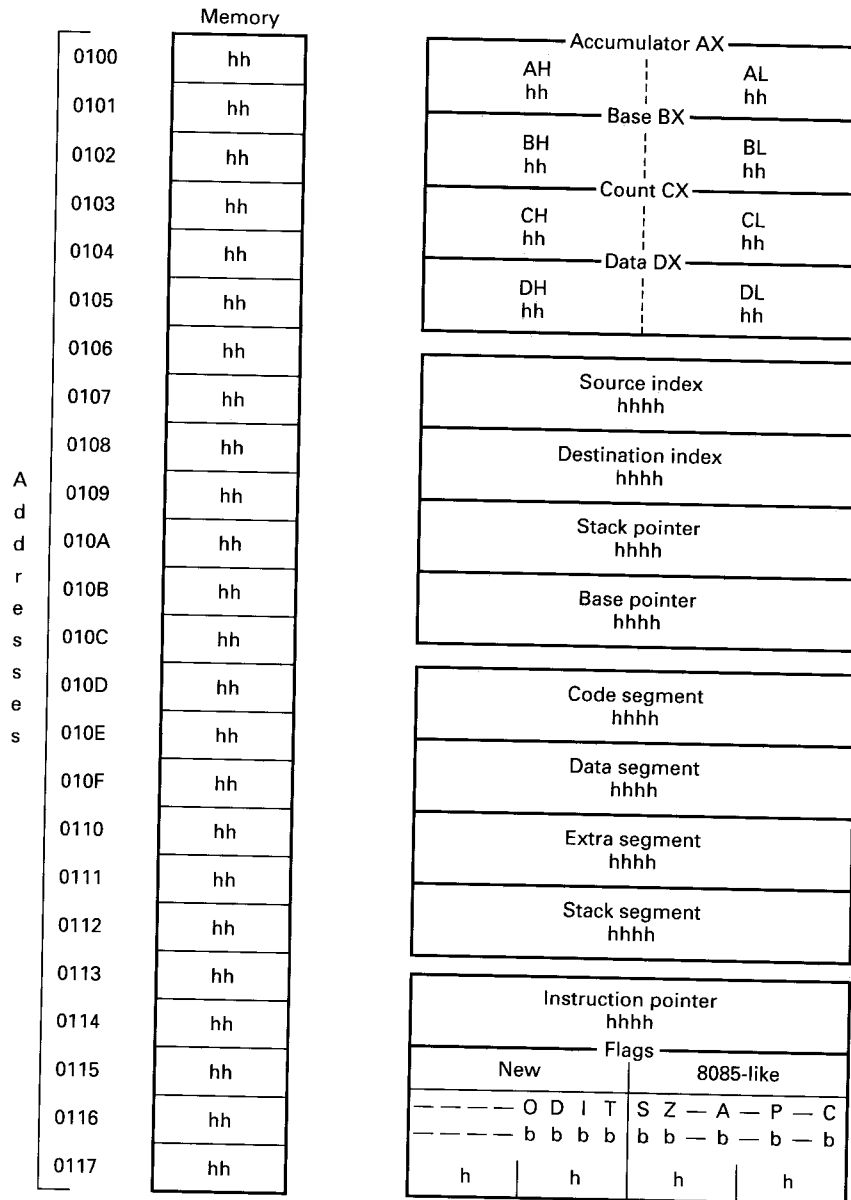 Memory
Addresses
0100 hh
0101 hh
0102 hh
0103 hh
0104 hh
0105 hh
0106 hh
0107 hh
0108 hh
0109 hh
010A hh
010B hh
010C hh
010D hh
010E hh
010F hh
0110 hh
0111 hh
0112 hh
0113 hh
0114 hh
0115 hh
0116 hh
0117 hh
Accumulator AX
AH AL
hh hh
Base BX
BH BL
hh hh
Count CX
CH CL
hh hh
Data DX
DH DL
hh hh
Source index
hhhh
Destination index
hhhh
Stack pointer
hhhh
Base pointer
hhhh
Code segment
hhhh
Data segment
hhhh
Extra segment
hhhh
Stack segment
hhhh
Instruction pointer
hhhh
Flags
New 8085-like
– – – – O D I T S Z – A – P – C
– – – – b b b b b b – b – b – b
h h h h